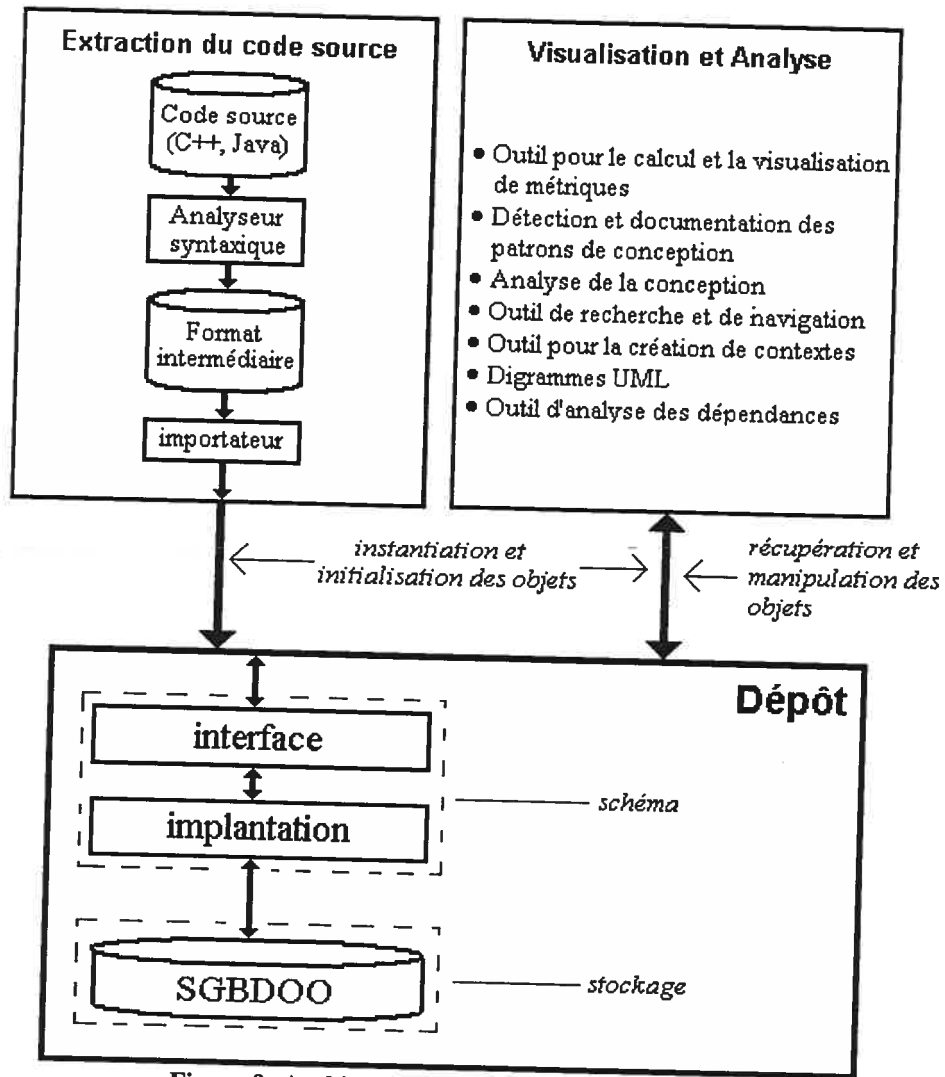 Extraction du code source
Code source
(C++, Java)
Analyseur
syntaxique
Format
intermédiaire
importateur
Visualisation et Analyse
• Outil pour le calcul et la visualisation
de métriques
• Détection et documentation des
patrons de conception
• Analyse de la conception
• Outil de recherche et de navigation
• Outil pour la création de contextes
• Digrammes UML
• Outil d'analyse des dépendances
instantiation et
initialisation des objets
récupération et
manipulation des
objets
Dépôt
interface
implantation
schéma
SGBDOO
stockage